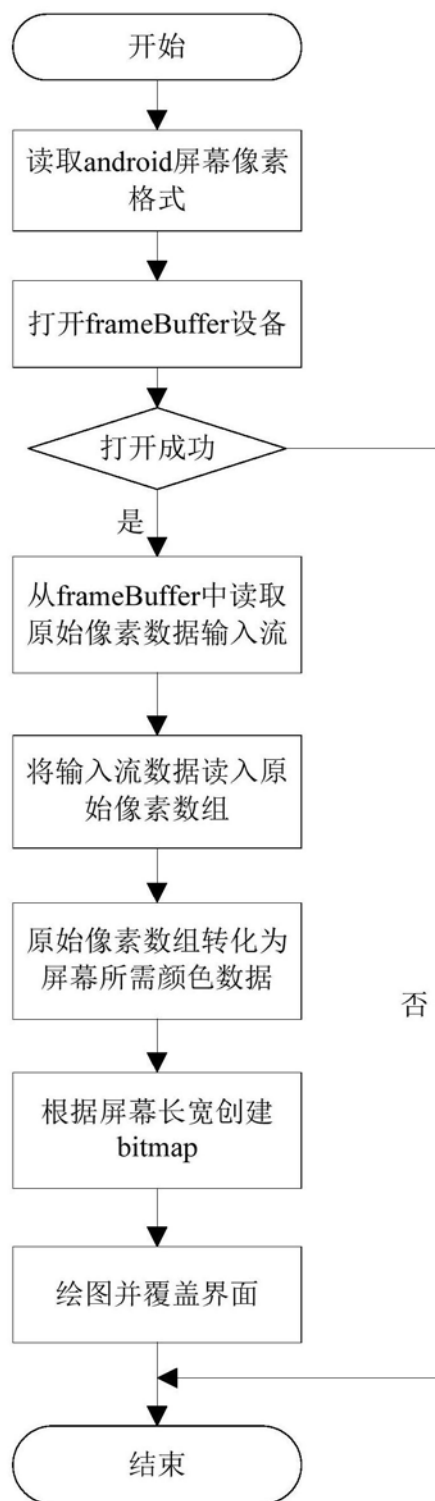 开始
读取android屏幕像素
格式
打开frameBuffer设备
打开成功
是
从frameBuffer中读取
原始像素数据输入流
将输入流数据读入原
始像素数组
原始像素数组转化为
屏幕所需颜色数据
否
根据屏幕长宽创建
bitmap
绘图并覆盖界面
结束